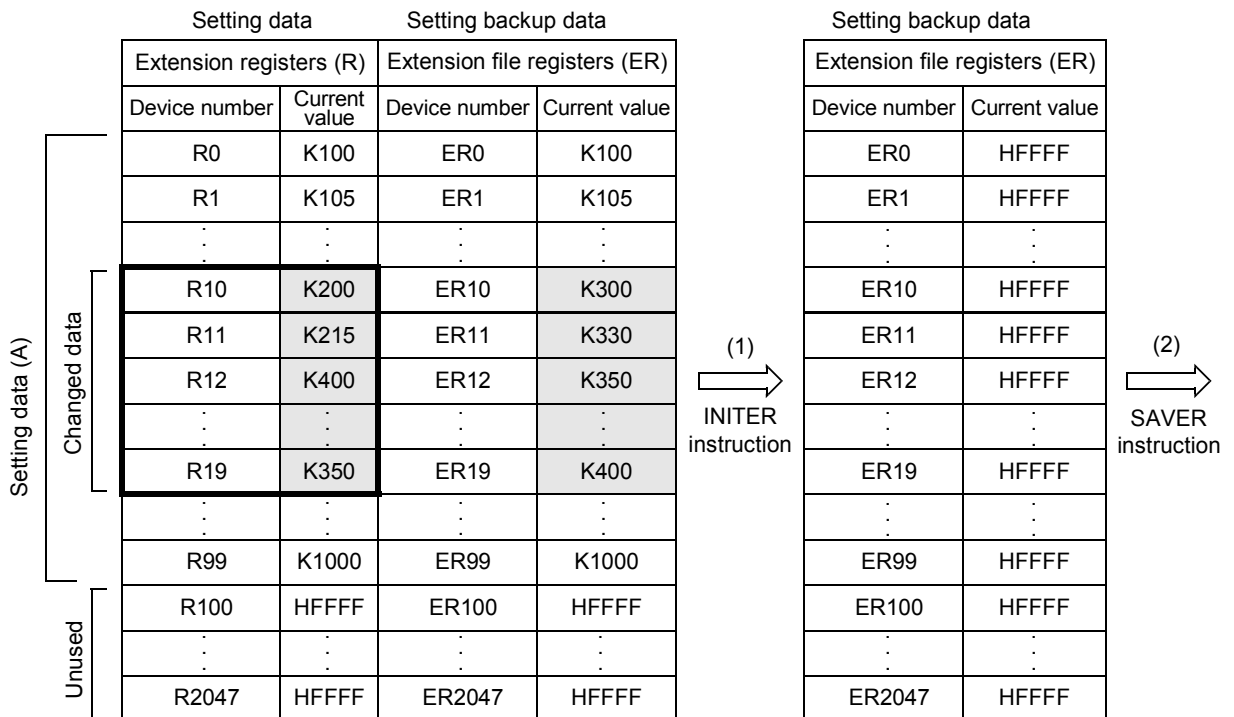 Setting data Setting backup data Setting backup data
Extension registers (R) Extension file registers (ER) Extension file registers (ER)
Device number Current value Device number Current value Device number Current value
R0 K100 ER0 K100 ER0 HFFFF
R1 K105 ER1 K105 ER1 HFFFF
: : : : : :
R10 K200 ER10 K300 ER10 HFFFF
R11 K215 ER11 K330 ER11 HFFFF
R12 K400 ER12 K350 ER12 HFFFF
: : : : : :
R19 K350 ER19 K400 ER19 HFFFF
: : : : : :
R99 K1000 ER99 K1000 ER99 HFFFF
R100 HFFFF ER100 HFFFF ER100 HFFFF
: : : : : :
R2047 HFFFF ER2047 HFFFF ER2047 HFFFF
Setting data (A)
Changed data
Unused
(1)
INITER
instruction
(2)
SAVER
instruction